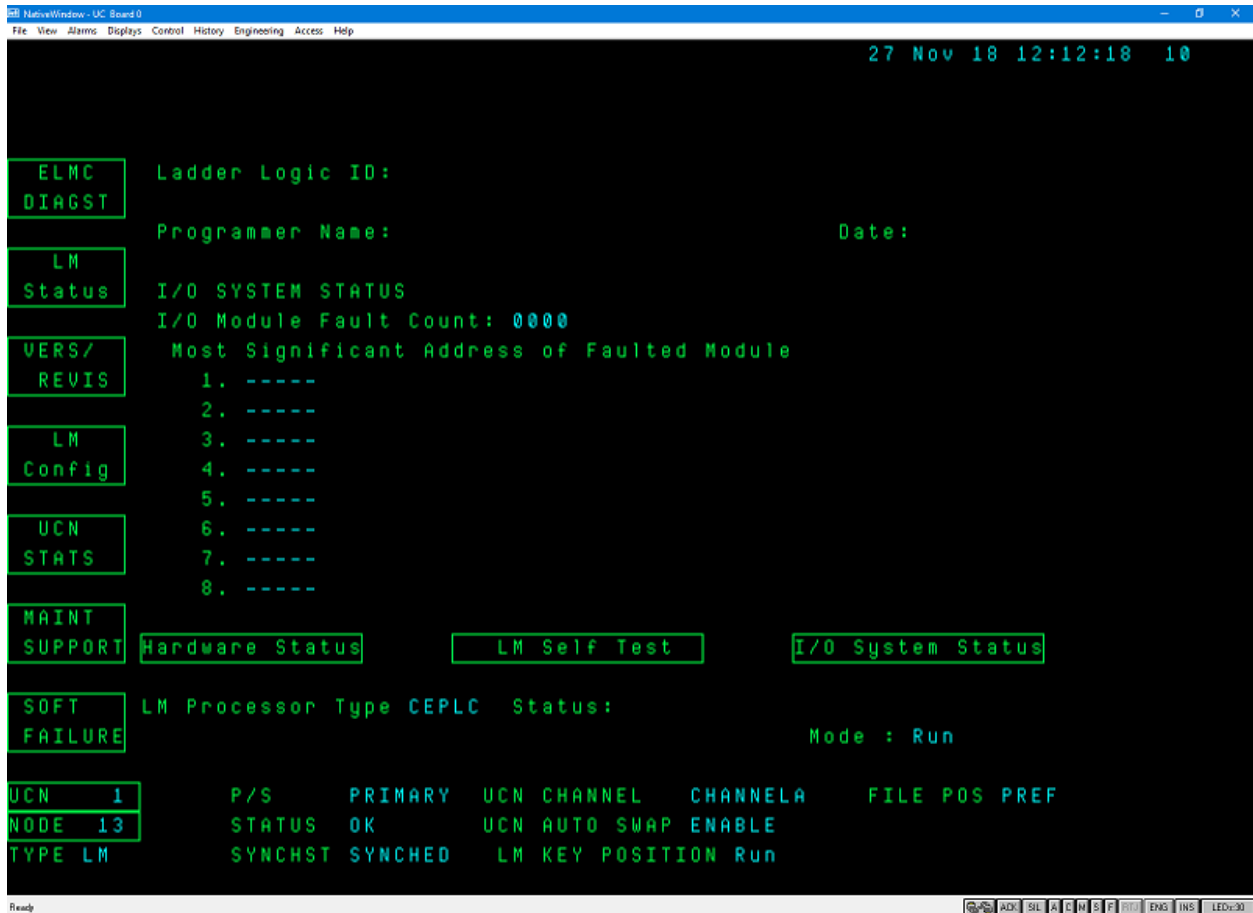 NativeWindow - UC Board 0
File View Alarms Displays Control History Engineering Access Help
27 Nov 18 12:12:18 10
ELMC
DIAGST
Ladder Logic ID:
Programmer Name: Date:
LM
Status
I/O SYSTEM STATUS
I/O Module Fault Count: 0000
VERS/
REVIS
Most Significant Address of Faulted Module
1. -----
2. -----
LM
Config
3. -----
4. -----
5. -----
UCN
STATS
6. -----
7. -----
8. -----
MAINT
SUPPORT
Hardware Status LM Self Test I/O System Status
SOFT
FAILURE
LM Processor Type CEPLC Status:
Mode : Run
UCN 1 P/S PRIMARY UCN CHANNEL CHANNELA FILE POS PREF
NODE 13 STATUS OK UCN AUTO SWAP ENABLE
TYPE LM SYNCHST SYNCHED LM KEY POSITION Run
Ready ACK SIL A C M S F ENG INS LEDs:30